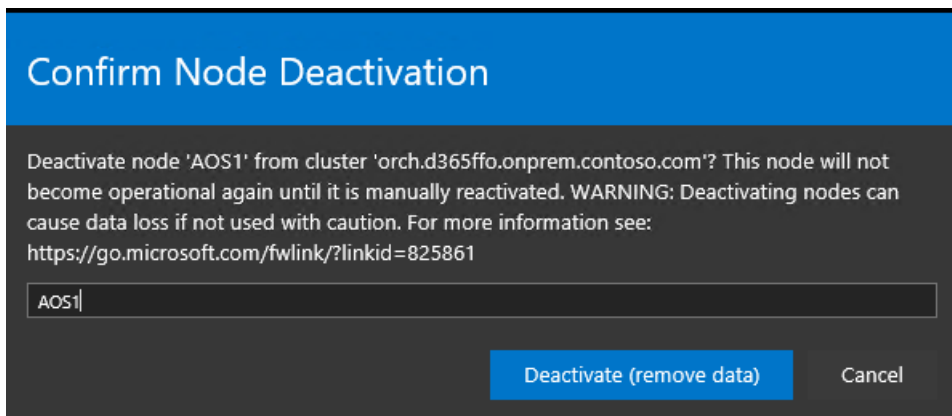 Confirm Node Deactivation
Deactivate node 'AOS1' from cluster 'orch.d365ffo.onprem.contoso.com'? This node will not
become operational again until it is manually reactivated. WARNING: Deactivating nodes can
cause data loss if not used with caution. For more information see:
https://go.microsoft.com/fwlink/?linkid=825861
AOS1
Deactivate (remove data) Cancel